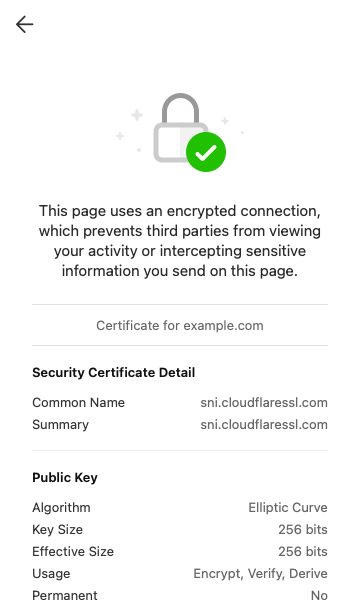 This page uses an encrypted connection,
which prevents third parties from viewing
your activity or intercepting sensitive
information you send on this page.
Certificate for example.com
Security Certificate Detail
Common Name sni.cloudflaressl.com
Summary sni.cloudflaressl.com
Public Key
Algorithm Elliptic Curve
Key Size 256 bits
Effective Size 256 bits
Usage Encrypt, Verify, Derive
Permanent No